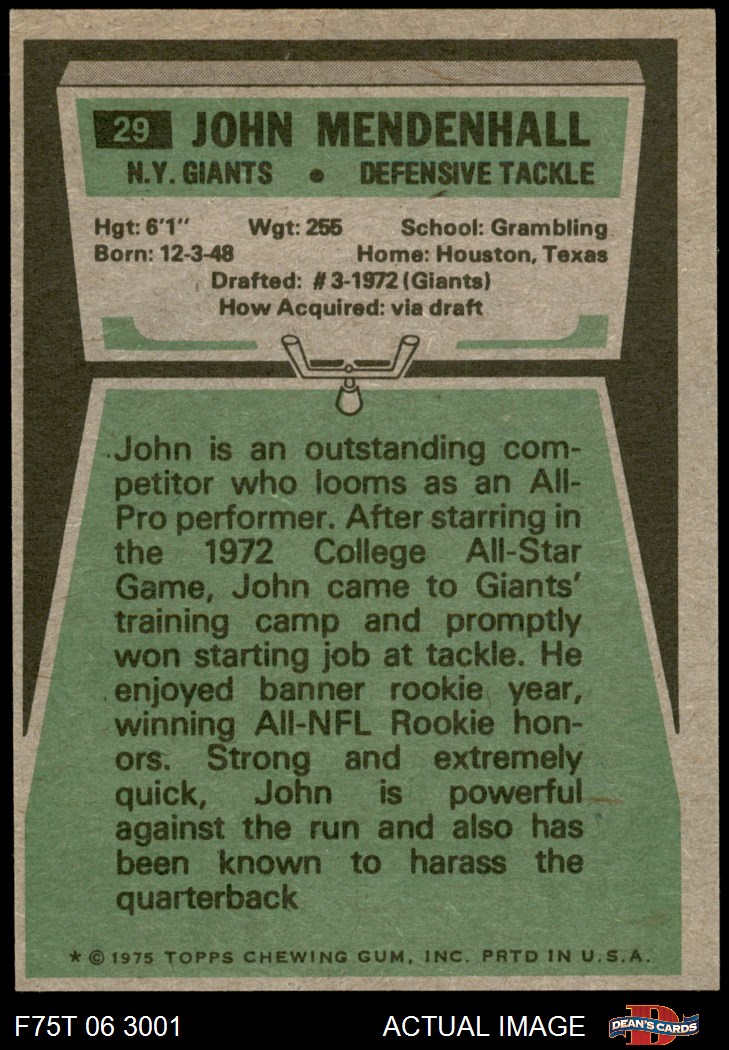 29 JOHN MENDENHALL
N.Y. GIANTS • DEFENSIVE TACKLE
Hgt: 6'1" Wgt: 255 School: Grambling
Born: 12-3-48 Home: Houston, Texas
Drafted: #3-1972 (Giants)
How Acquired: via draft
John is an outstanding com-
petitor who looms as an All-
Pro performer. After starring in
the 1972 College All-Star
Game, John came to Giants'
training camp and promptly
won starting job at tackle. He
enjoyed banner rookie year,
winning All-NFL Rookie hon-
ors. Strong and extremely
quick, John is powerful
against the run and also has
been known to harass the
quarterback
* © 1975 TOPPS CHEWING GUM, INC. PRTD IN U.S.A.
F75T 06 3001 ACTUAL IMAGE DEAN'S CARDS